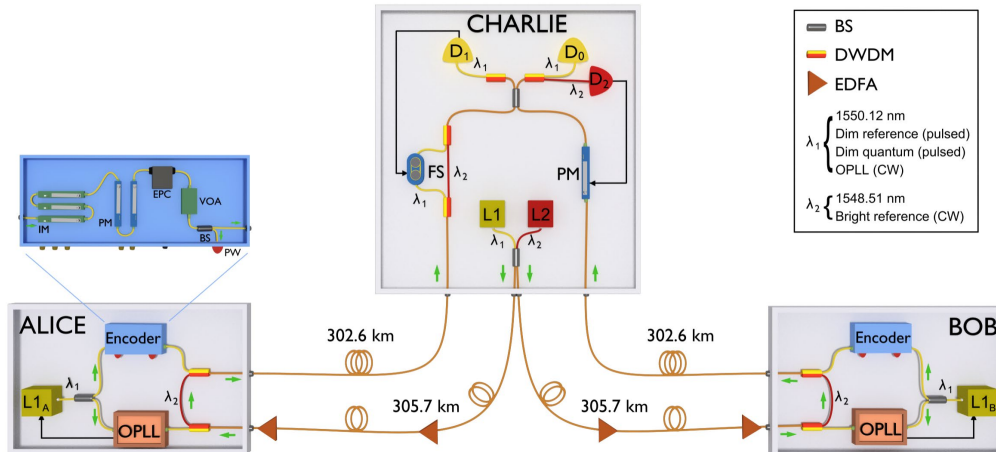 CHARLIE
D₁
D₀
λ₁
λ₁
D₂
λ₂
FS
λ₂
λ₁
PM
L1
L2
λ₁
λ₂
BS
DWDM
EDFA
λ₁
1550.12 nm
Dim reference (pulsed)
Dim quantum (pulsed)
OPLL (CW)
λ₂
1548.51 nm
Bright reference (CW)
IM
PM
EPC
VOA
BS
PW
ALICE
Encoder
λ₁
L1A
λ₂
OPLL
302.6 km
305.7 km
302.6 km
305.7 km
BOB
Encoder
λ₁
L1B
λ₂
OPLL